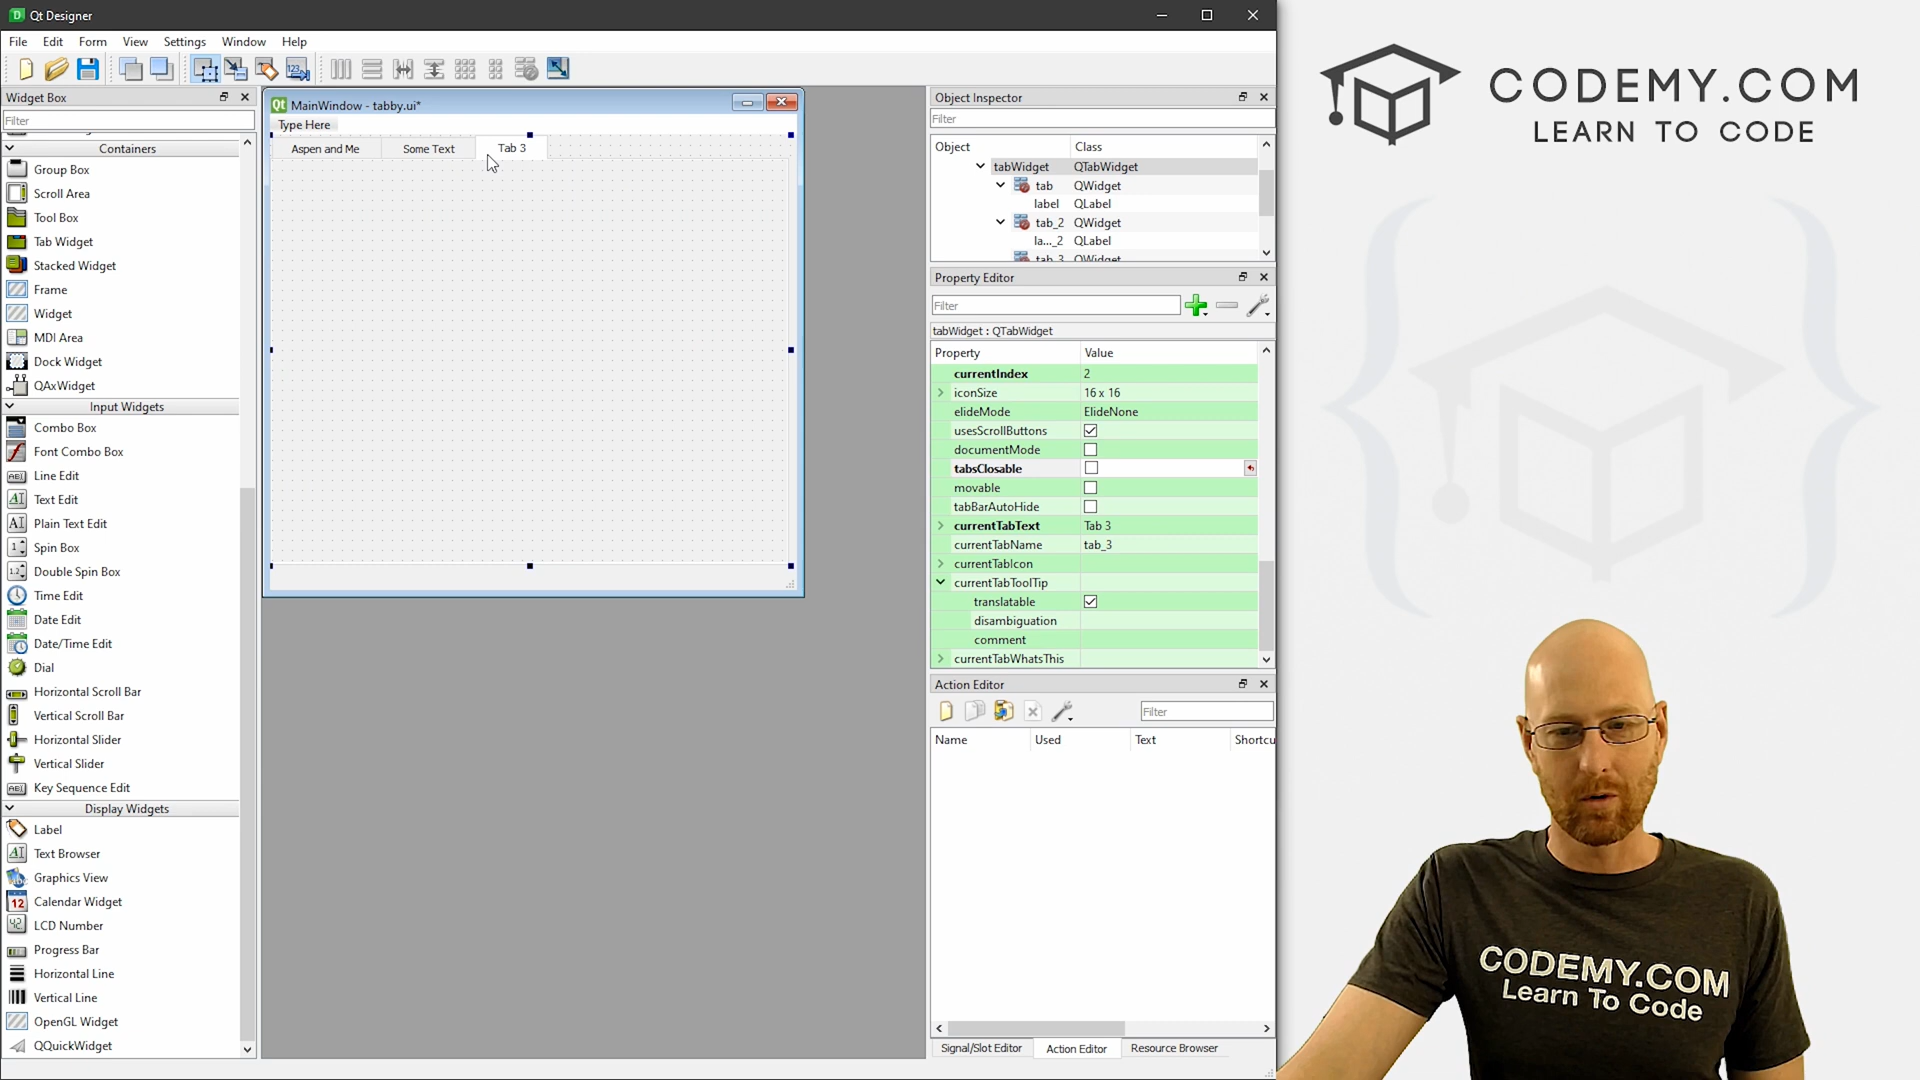 Qt Designer
File Edit Form View Settings Window Help
Widget Box
Filter
Containers
Group Box
Scroll Area
Tool Box
Tab Widget
Stacked Widget
Frame
Widget
MDI Area
Dock Widget
QAxWidget
Input Widgets
Combo Box
Font Combo Box
Line Edit
Text Edit
Plain Text Edit
Spin Box
Double Spin Box
Time Edit
Date Edit
Date/Time Edit
Dial
Horizontal Scroll Bar
Vertical Scroll Bar
Horizontal Slider
Vertical Slider
Key Sequence Edit
Display Widgets
Label
Text Browser
Graphics View
Calendar Widget
LCD Number
Progress Bar
Horizontal Line
Vertical Line
OpenGL Widget
QQuickWidget
MainWindow - tabby.ui*
Type Here
Aspen and Me Some Text Tab 3
Object Inspector
Filter
Object Class
tabWidget QTabWidget
tab QWidget
label QLabel
tab_2 QWidget
la..._2 QLabel
tab_3 QWidget
Property Editor
Filter
tabWidget : QTabWidget
Property Value
currentIndex 2
iconSize 16 x 16
elideMode ElideNone
usesScrollButtons
documentMode
tabsClosable
movable
tabBarAutoHide
currentTabText Tab 3
currentTabName tab_3
currentTabIcon
currentTabToolTip
translatable
disambiguation
comment
currentTabWhatsThis
Action Editor
Filter
Name Used Text Shortcu
Signal/Slot Editor Action Editor Resource Browser
CODEMY.COM
LEARN TO CODE
CODEMY.COM
Learn To Code